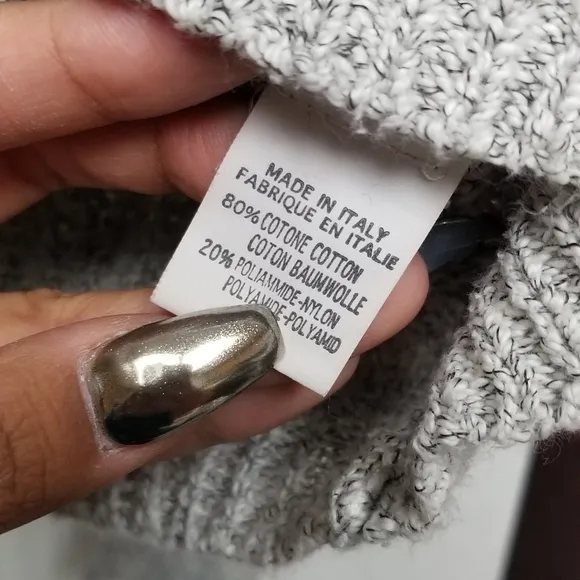 MADE IN ITALY
FABRIQUE EN ITALIE
80% COTONE COTTON
COTON BAUMWOLLE
20% POLIAMMIDE-NYLON
POLYAMIDE-POLYAMID